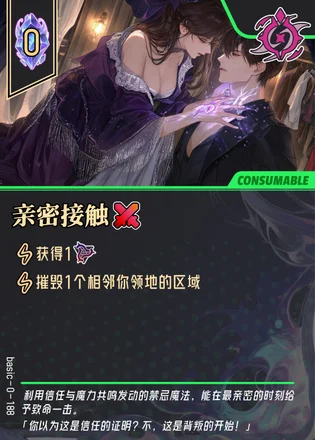 0
CONSUMABLE
亲密接触
获得1
摧毁1个相邻你领地的区域
basic-0-188
利用信任与魔力共鸣发动的禁忌魔法，能在最亲密的时刻给
予致命一击。
「你以为这是信任的证明？不，这是背叛的开始！」